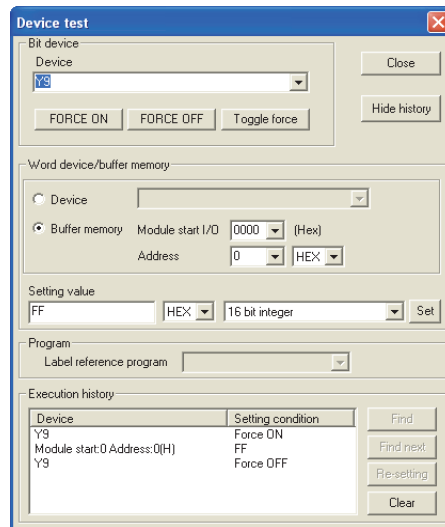 Device test
Bit device
Device
Y9
Close
FORCE ON FORCE OFF Toggle force
Hide history
Word device/buffer memory
Device
Buffer memory Module start I/O 0000 (Hex)
Address 0 HEX
Setting value
FF HEX 16 bit integer Set
Program
Label reference program
Execution history
Device Setting condition
Y9 Force ON
Module start:0 Address:0(H) FF
Y9 Force OFF
Find
Find next
Re-setting
Clear